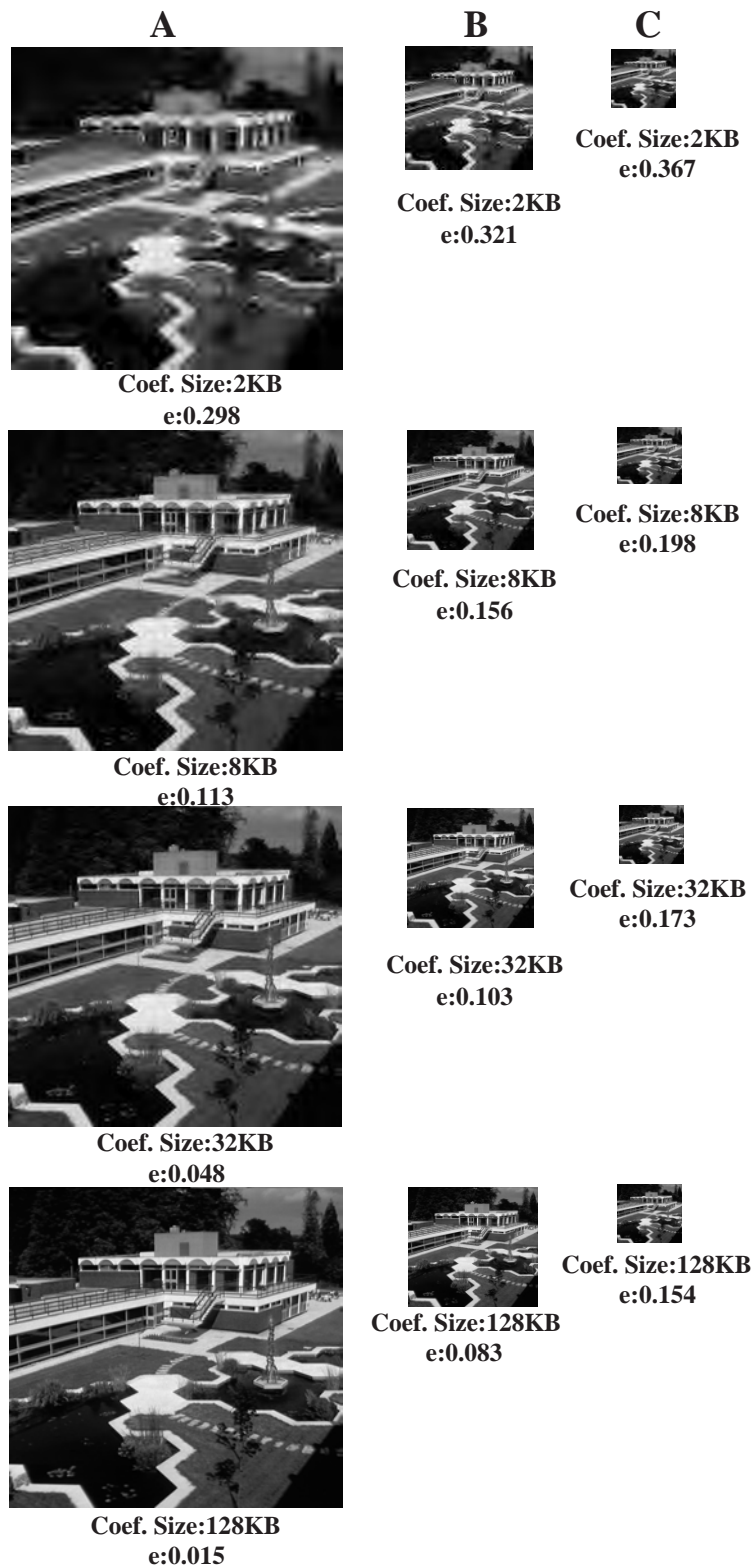 A
B
C
Coef. Size:2KB
e:0.298
Coef. Size:2KB
e:0.321
Coef. Size:2KB
e:0.367
Coef. Size:8KB
e:0.113
Coef. Size:8KB
e:0.156
Coef. Size:8KB
e:0.198
Coef. Size:32KB
e:0.048
Coef. Size:32KB
e:0.103
Coef. Size:32KB
e:0.173
Coef. Size:128KB
e:0.015
Coef. Size:128KB
e:0.083
Coef. Size:128KB
e:0.154